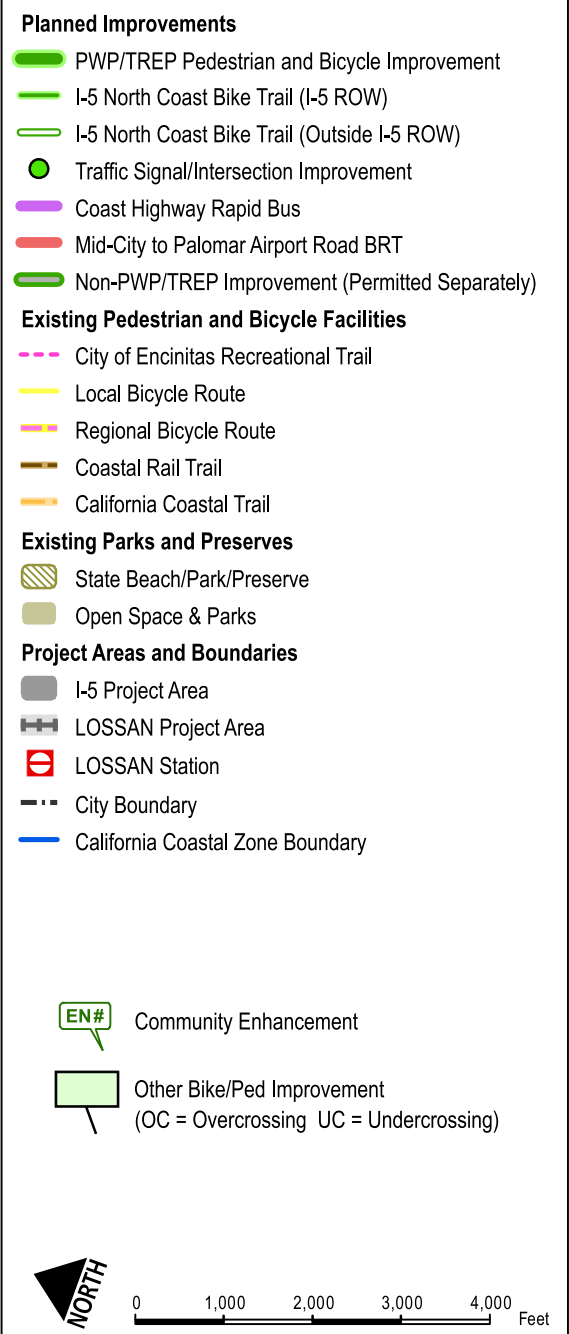 Planned Improvements
PWP/TREP Pedestrian and Bicycle Improvement
I-5 North Coast Bike Trail (I-5 ROW)
I-5 North Coast Bike Trail (Outside I-5 ROW)
Traffic Signal/Intersection Improvement
Coast Highway Rapid Bus
Mid-City to Palomar Airport Road BRT
Non-PWP/TREP Improvement (Permitted Separately)
Existing Pedestrian and Bicycle Facilities
City of Encinitas Recreational Trail
Local Bicycle Route
Regional Bicycle Route
Coastal Rail Trail
California Coastal Trail
Existing Parks and Preserves
State Beach/Park/Preserve
Open Space & Parks
Project Areas and Boundaries
I-5 Project Area
LOSSAN Project Area
LOSSAN Station
City Boundary
California Coastal Zone Boundary
EN# Community Enhancement
Other Bike/Ped Improvement
(OC = Overcrossing UC = Undercrossing)
NORTH
0 1,000 2,000 3,000 4,000
Feet